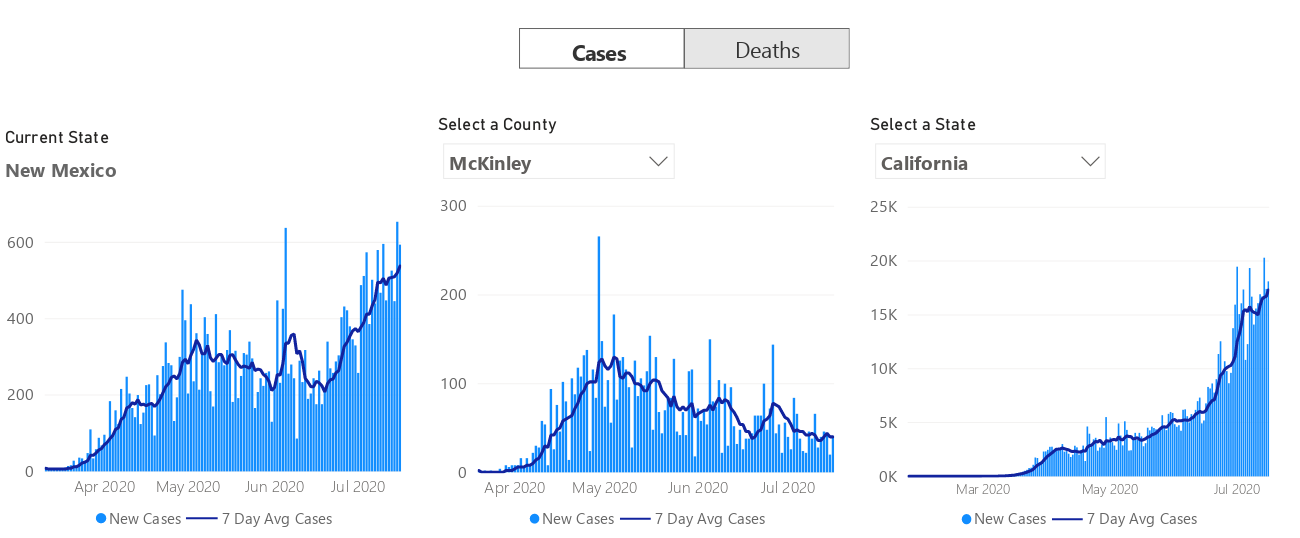 Cases Deaths
Current State
New Mexico
600
400
200
0
Apr 2020 May 2020 Jun 2020 Jul 2020
New Cases 7 Day Avg Cases
Select a County
McKinley
300
200
100
0
Apr 2020 May 2020 Jun 2020 Jul 2020
New Cases 7 Day Avg Cases
Select a State
California
25K
20K
15K
10K
5K
0K
Mar 2020 May 2020 Jul 2020
New Cases 7 Day Avg Cases